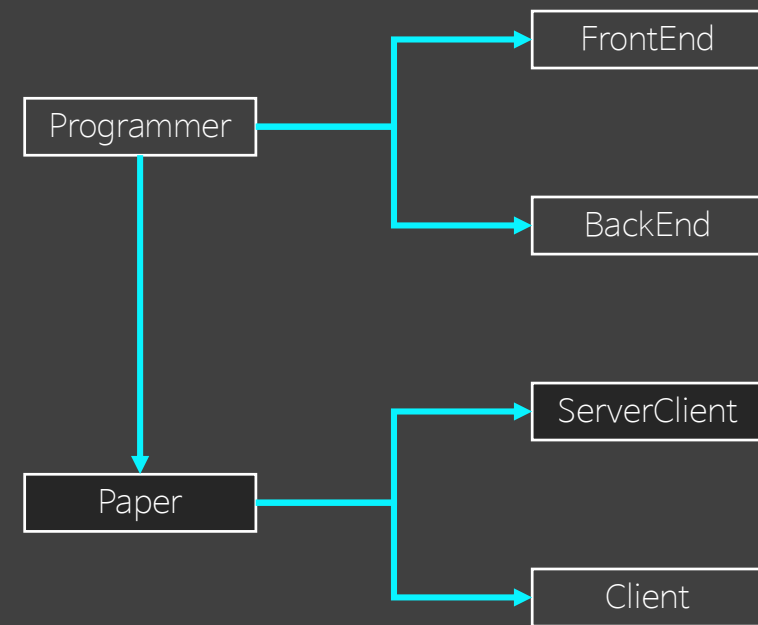 FrontEnd
Programmer
BackEnd
ServerClient
Paper
Client